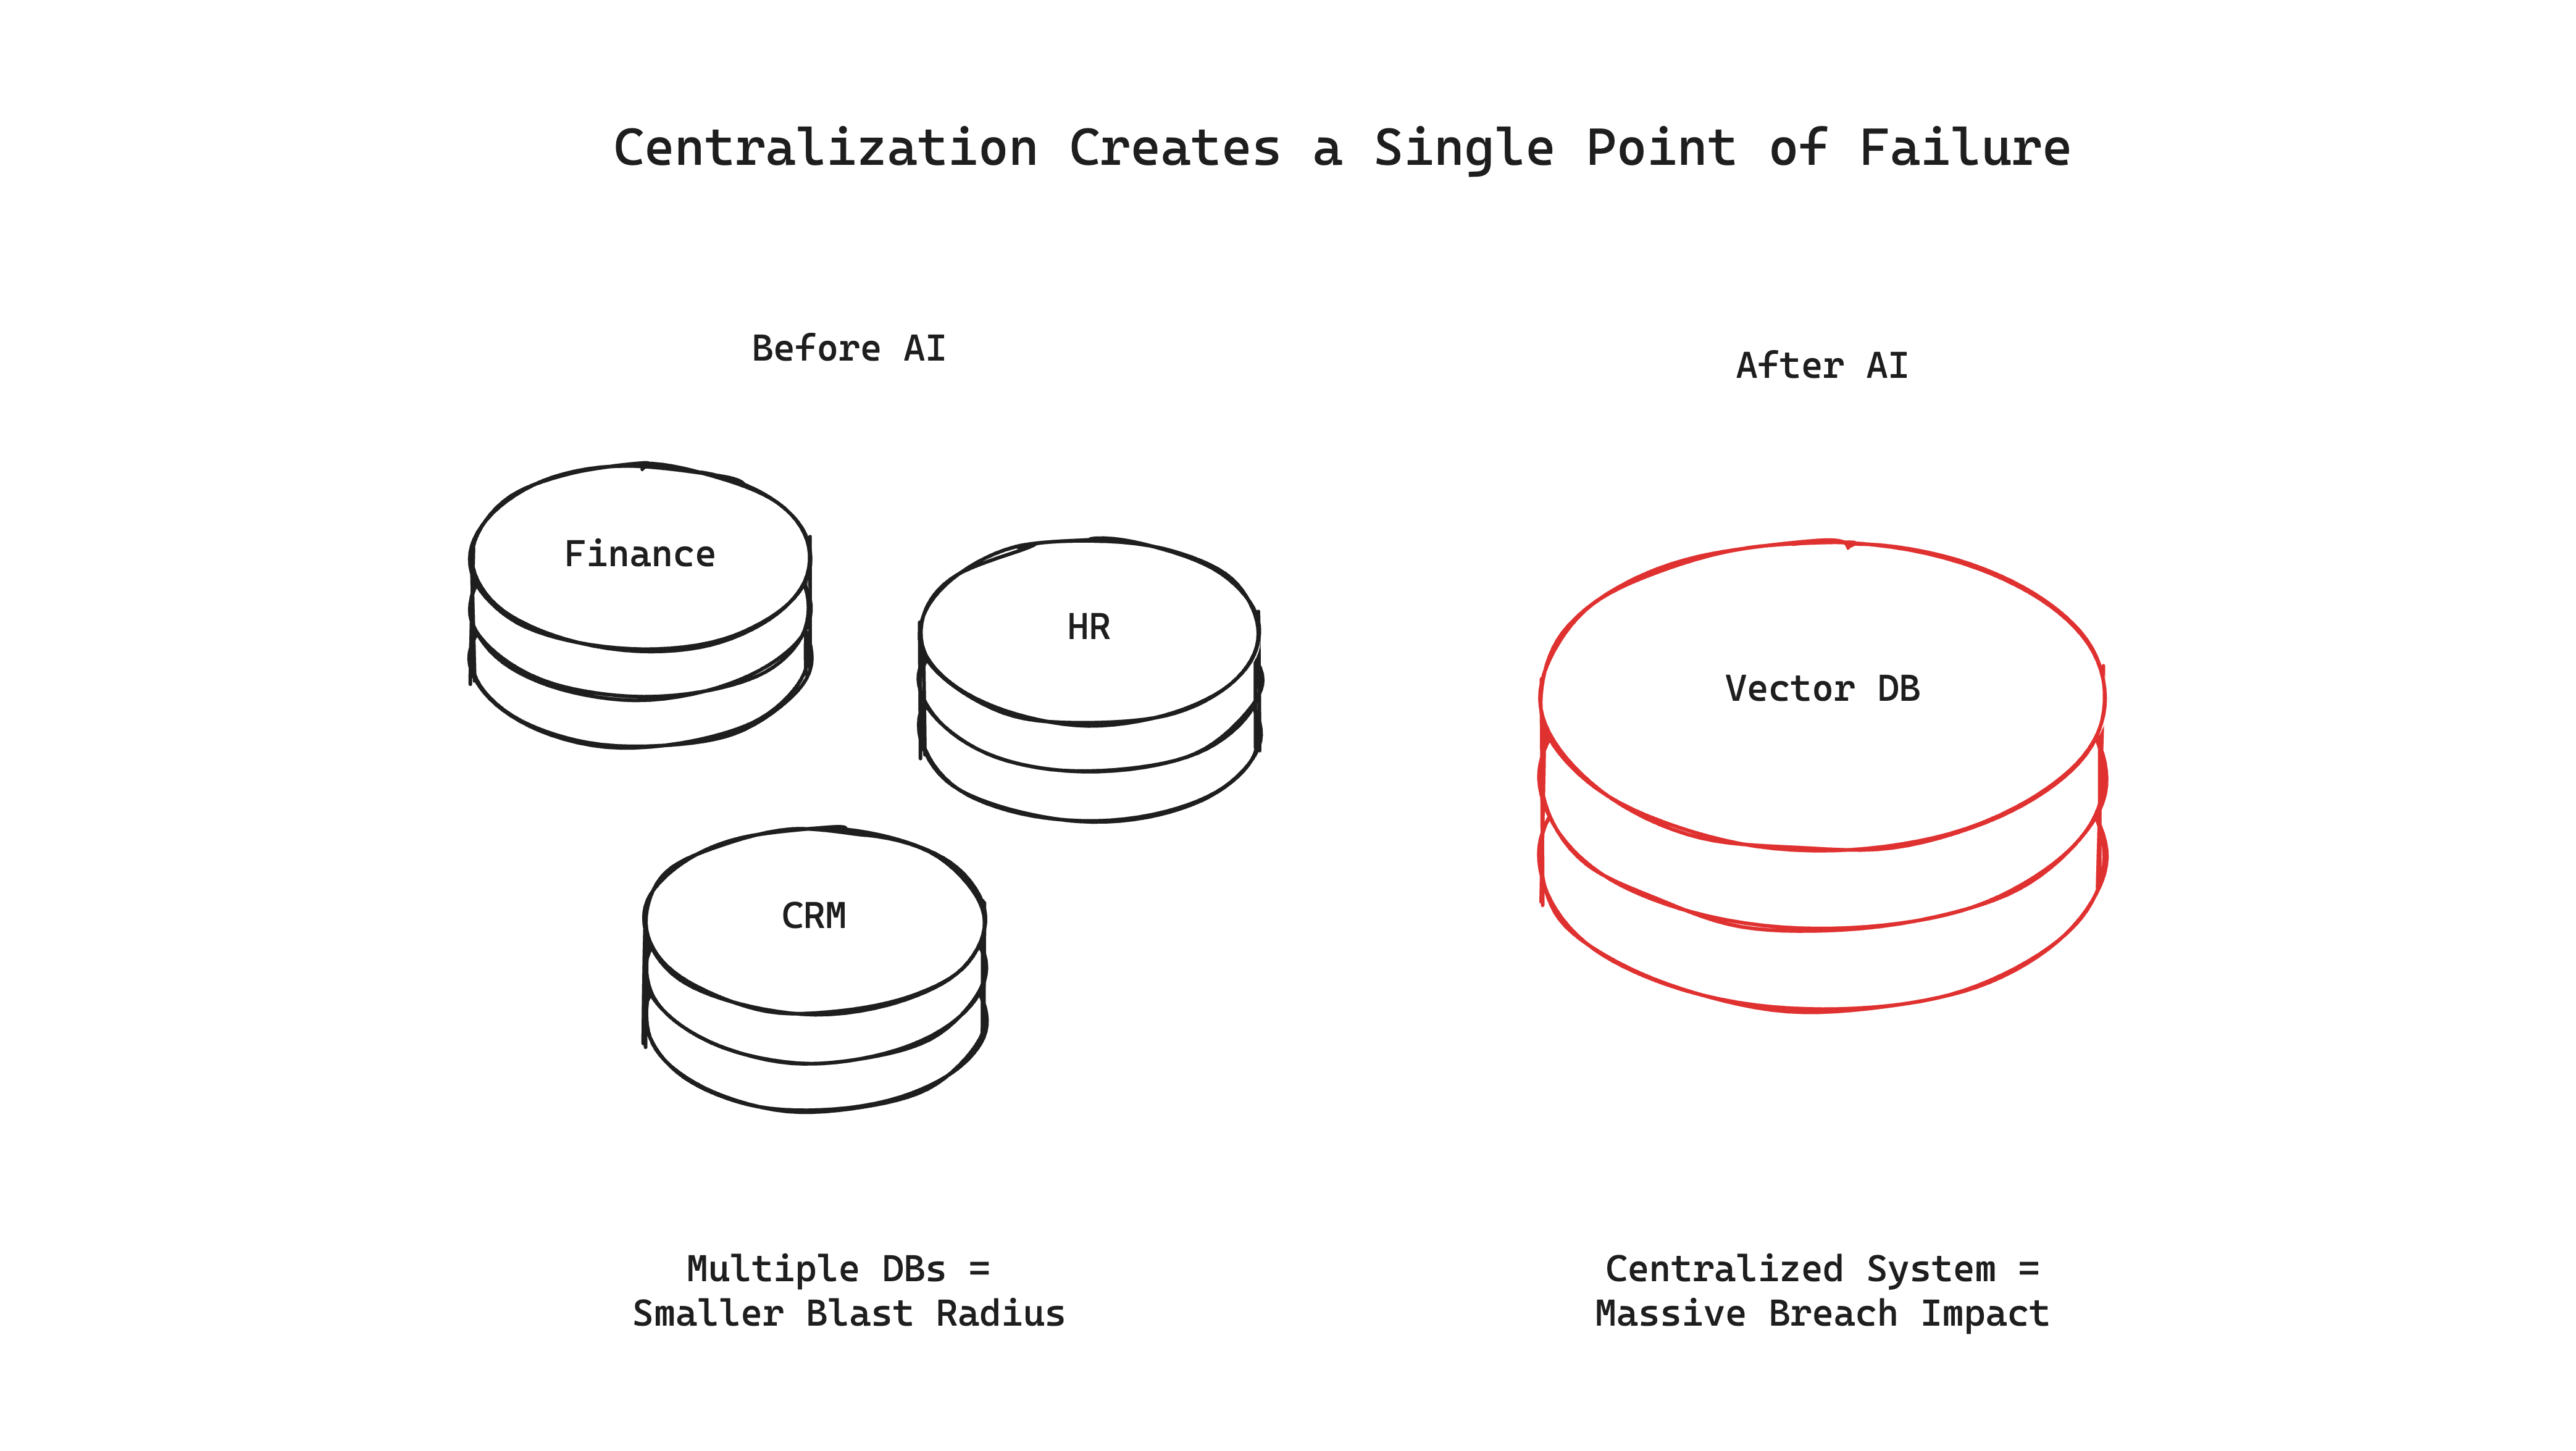 Centralization Creates a Single Point of Failure
Before AI
After AI
Finance
HR
CRM
Vector DB
Multiple DBs =
Smaller Blast Radius
Centralized System =
Massive Breach Impact